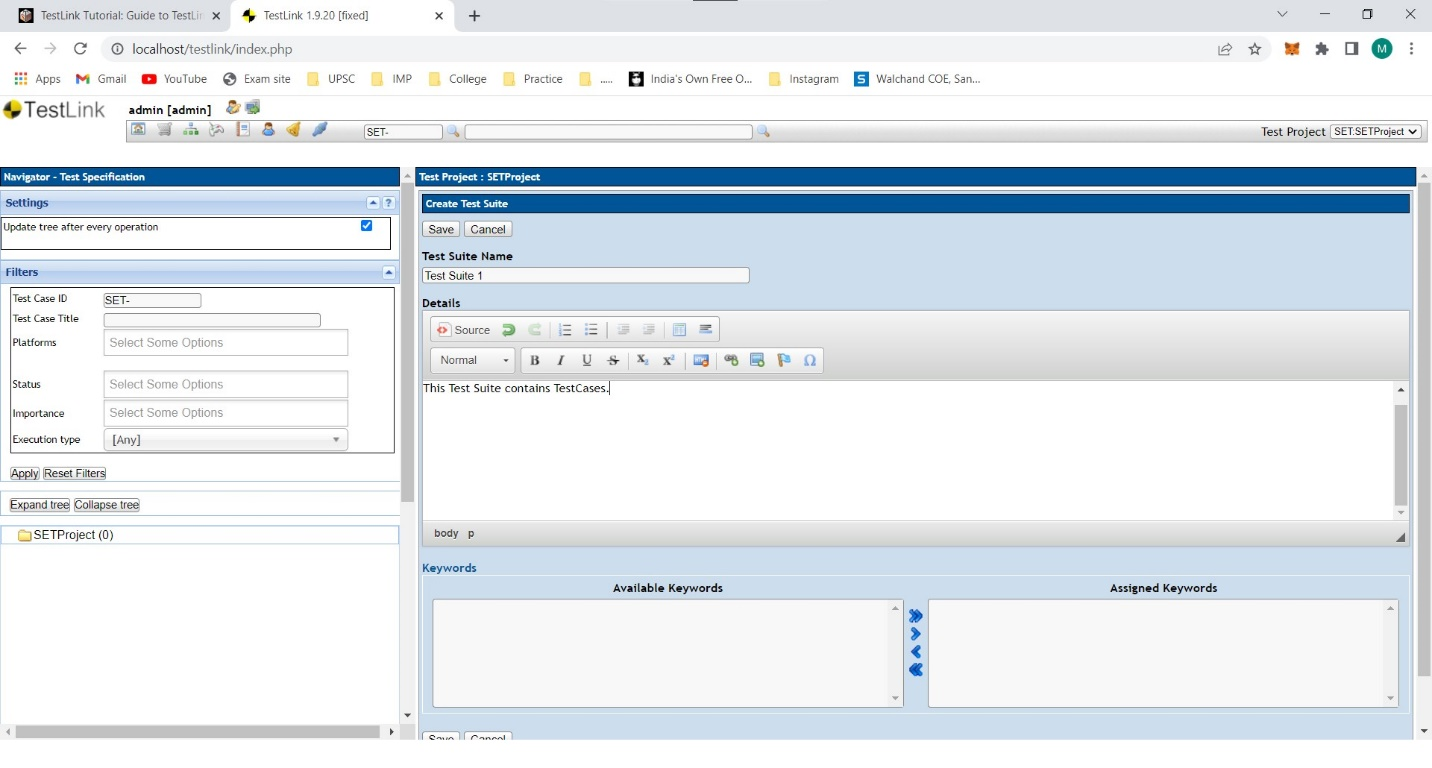 TestLink Tutorial: Guide to TestLi
TestLink 1.9.20 [fixed]
localhost/testlink/index.php
M
Apps Gmail YouTube Exam site UPSC IMP College Practice ..... India's Own Free O... Instagram S Walchand COE, San...
TestLink admin [admin]
SET- Test Project SET:SETProject
Navigator - Test Specification
Settings ?
Update tree after every operation
Filters
Test Case ID SET-
Test Case Title
Platforms Select Some Options
Status Select Some Options
Importance Select Some Options
Execution type [Any]
Apply Reset Filters
Expand tree Collapse tree
SETProject (0)
Test Project : SETProject
Create Test Suite
Save Cancel
Test Suite Name
Test Suite 1
Details
Source
Normal B I U S X₂ X² Ω
This Test Suite contains TestCases.
body p
Keywords
Available Keywords Assigned Keywords
Save Cancel